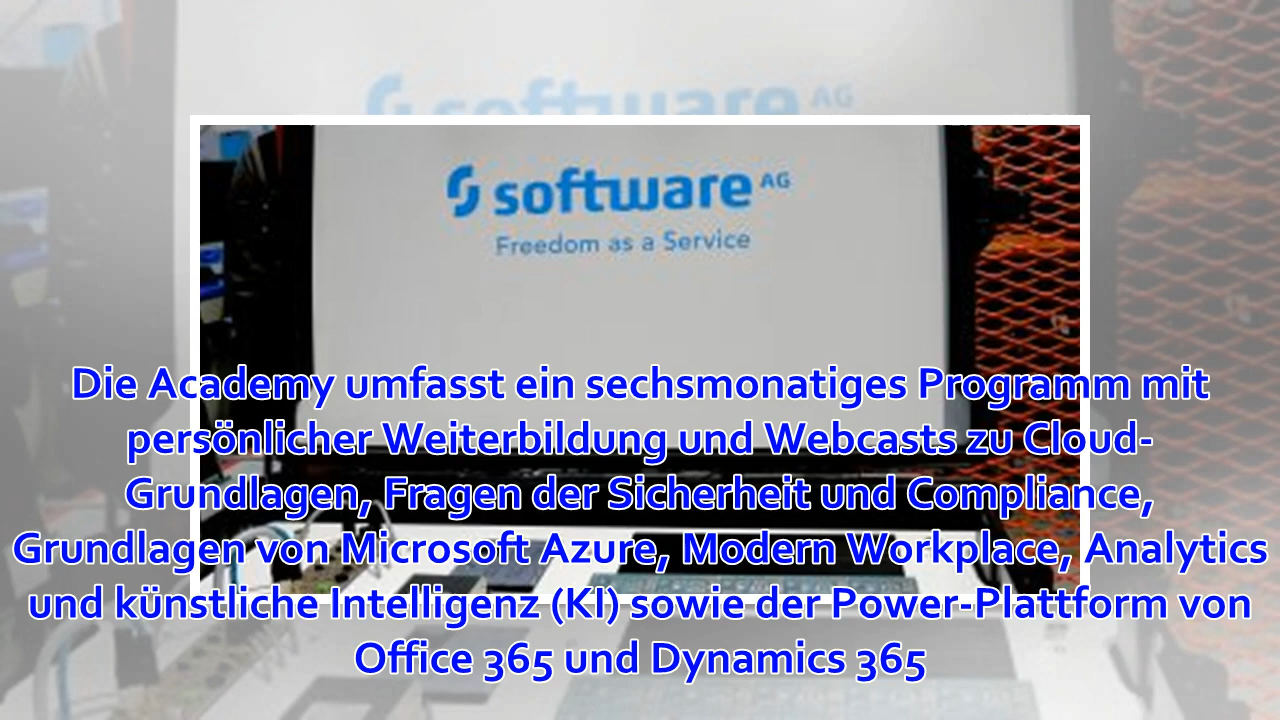 software AG
software AG
Freedom as a Service
Die Academy umfasst ein sechsmonatiges Programm mit
persönlicher Weiterbildung und Webcasts zu Cloud-
Grundlagen, Fragen der Sicherheit und Compliance,
Grundlagen von Microsoft Azure, Modern Workplace, Analytics
und künstliche Intelligenz (KI) sowie der Power-Plattform von
Office 365 und Dynamics 365